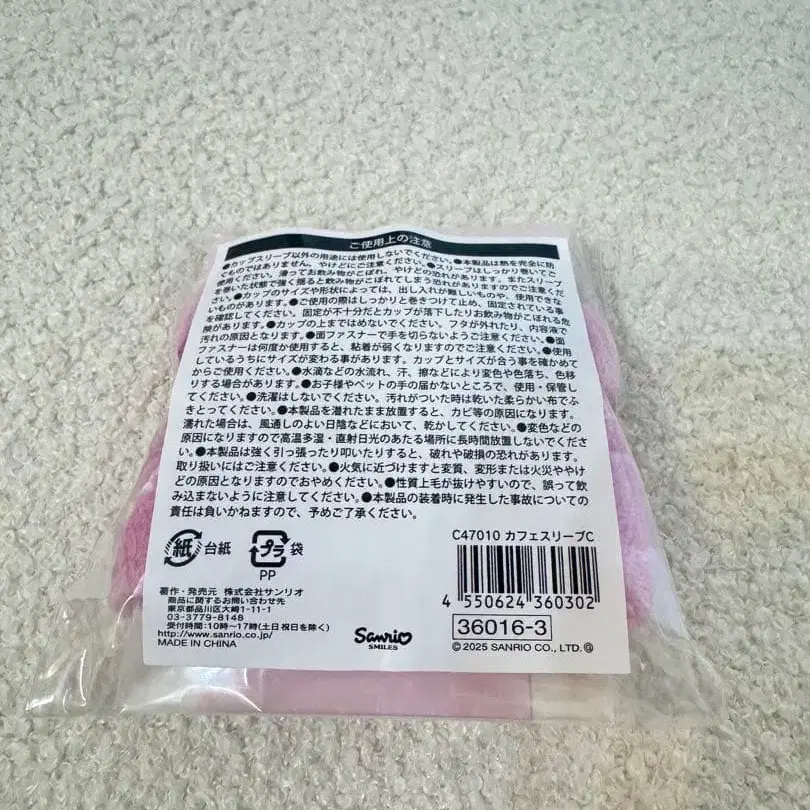 ご使用上の注意
●カップスリーブ以外の用途には使用しないでください。●本製品は熱を完全に防
ぐものではありません。やけどにご注意ください。●スリーブはしっかり巻いてご
使用ください。滑ってお飲み物がこぼれ、やけどの恐れがあります。またスリーブ
を巻いた状態で強く揺ると飲み物がこぼれてしまう恐れがありますのでご注意くだ
さい。●カップのサイズや形状によっては、出し入れが難しいものや、使用できな
いものがあります。●ご使用の際はしっかりと巻きつけて止め、固定されている事
を確認してください。固定が不十分だとカップが落下したりお飲み物がこぼれる危
険があります。●カップの上まではめないでください。フタが外れたり、内容液で
汚れの原因となります。●面ファスナーで手を切らないようご注意ください。●面
ファスナーは何度か使用すると、粘着が弱くなりますのでご注意ください。●使用
しているうちにサイズが変わる事があります。カップとサイズが合う事を確かめて
からご使用ください。●水滴などの水流れ、汗、擦などにより変色や色落ち、色移
りする場合があります。●お子様やペットの手の届かないところで、使用・保管し
てください。●洗濯はしないでください。汚れがついた時は乾いた柔らかい布でふ
きとってください。●本製品を濡れたまま放置すると、カビ等の原因になります。
濡れた場合は、風通しのよい日陰などにおいて、乾かしてください。●変色などの
原因になりますので高温多湿・直射日光のあたる場所に長時間放置しないでくださ
い。●本製品は強く引っ張ったり叩いたりすると、破れや破損の恐れがあります。
取り扱いにはご注意ください。●火気に近づけますと変質、変形または火災ややけ
どの原因となりますのでおやめください。●性質上毛が抜けやすいので、誤って飲
み込まないように注意してください。●本製品の装着時に発生した事故についての
責任は負いかねますので、予めご了承ください。
紙 台紙
プラ 袋
PP
C47010 カフェスリーブC
4 550624 360302
36016-3
著作・発売元 株式会社サンリオ
商品に関するお問い合わせ先
東京都品川区大崎1-11-1
03-3779-8148
受付時間:10時〜17時(土日祝日を除く)
http://www.sanrio.co.jp/
MADE IN CHINA
Sanrio
SMILES
© 2025 SANRIO CO., LTD. @